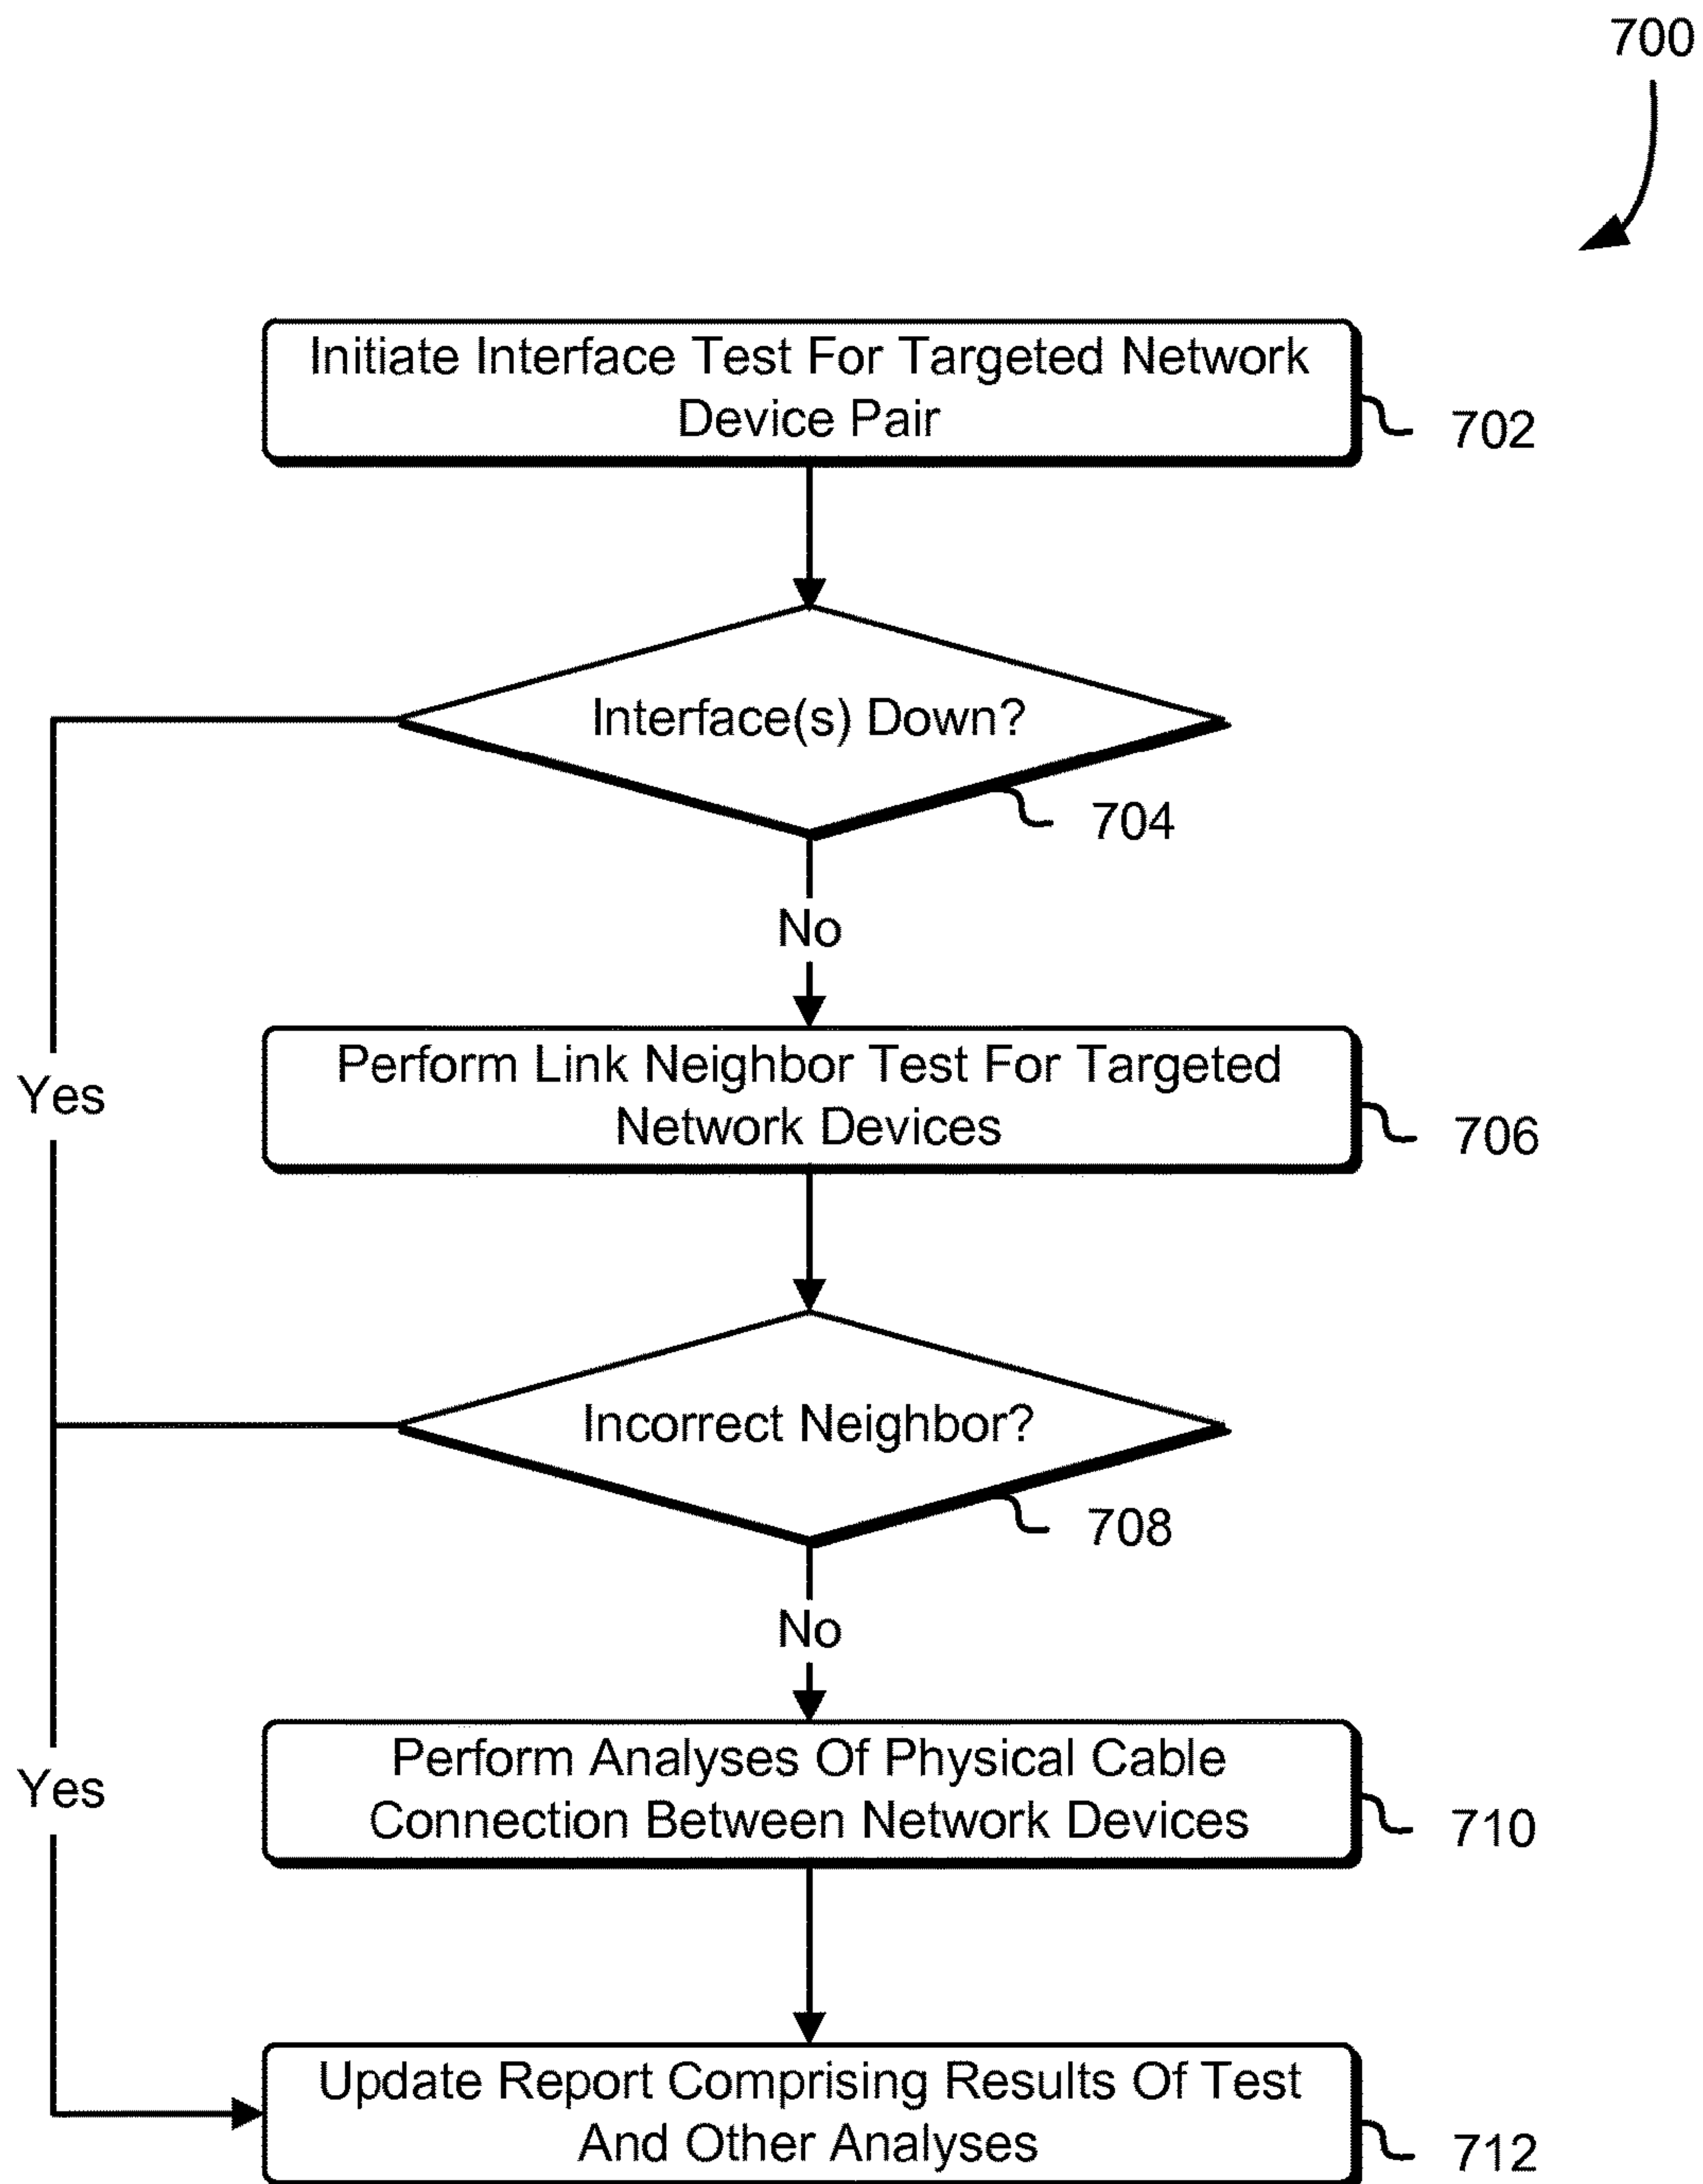 700
Initiate Interface Test For Targeted Network
Device Pair
702
Interface(s) Down?
704
No
Yes
Perform Link Neighbor Test For Targeted
Network Devices
706
Incorrect Neighbor?
708
No
Yes
Perform Analyses Of Physical Cable
Connection Between Network Devices
710
Update Report Comprising Results Of Test
And Other Analyses
712